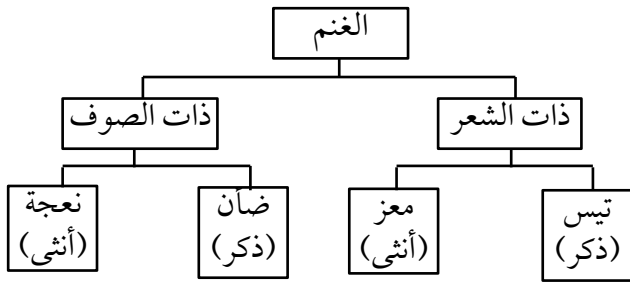 الغنم
ذات الشعر
ذات الصوف
تيس
(ذكر)
معز
(أنثى)
ضأن
(ذكر)
نعجة
(أنثى)